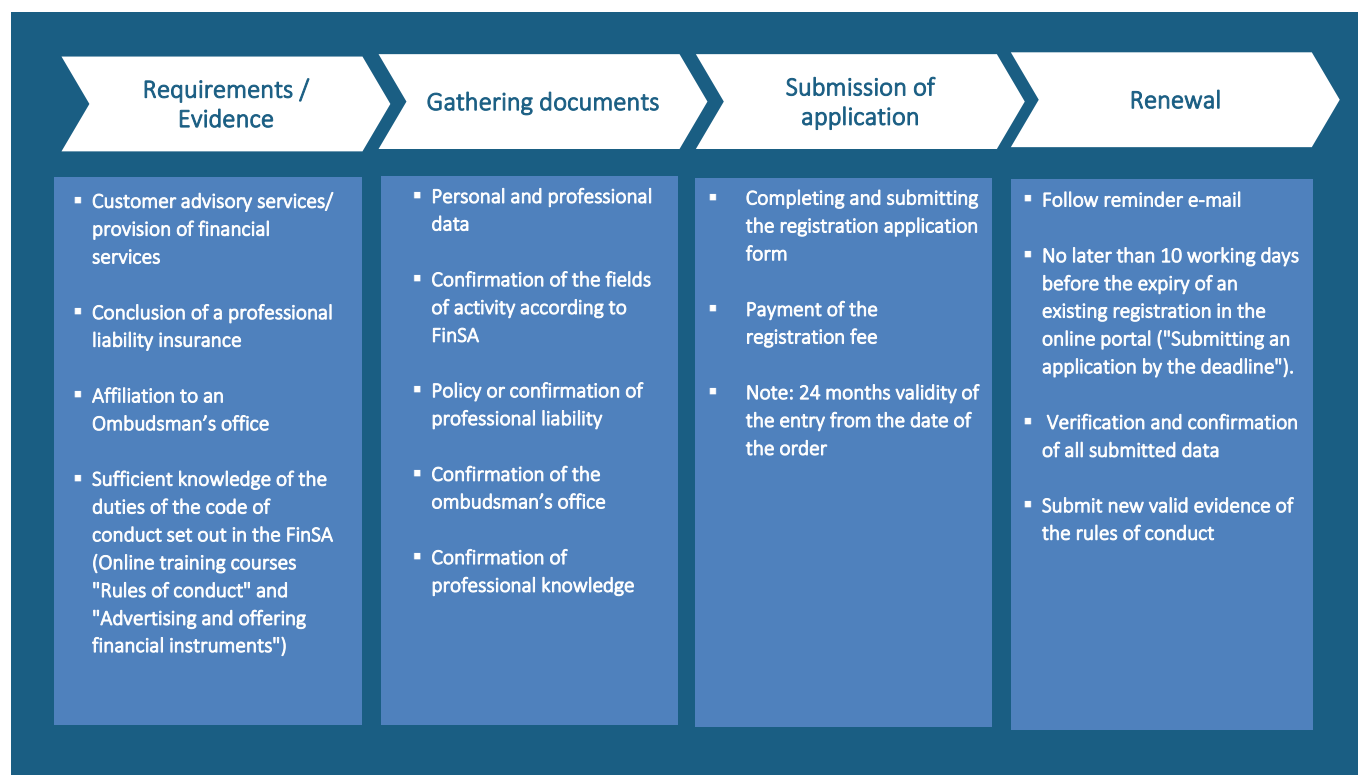 Requirements /
Evidence
Gathering documents
Submission of
application
Renewal
▪ Customer advisory services/
provision of financial
services
▪ Conclusion of a professional
liability insurance
▪ Affiliation to an
Ombudsman’s office
▪ Sufficient knowledge of the
duties of the code of
conduct set out in the FinSA
(Online training courses
"Rules of conduct" and
"Advertising and offering
financial instruments")
▪ Personal and professional
data
▪ Confirmation of the fields
of activity according to
FinSA
▪ Policy or confirmation of
professional liability
▪ Confirmation of the
ombudsman’s office
▪ Confirmation of
professional knowledge
▪ Completing and submitting
the registration application
form
▪ Payment of the
registration fee
▪ Note: 24 months validity of
the entry from the date of
the order
▪ Follow reminder e-mail
▪ No later than 10 working days
before the expiry of an
existing registration in the
online portal ("Submitting an
application by the deadline").
▪ Verification and confirmation
of all submitted data
▪ Submit new valid evidence of
the rules of conduct